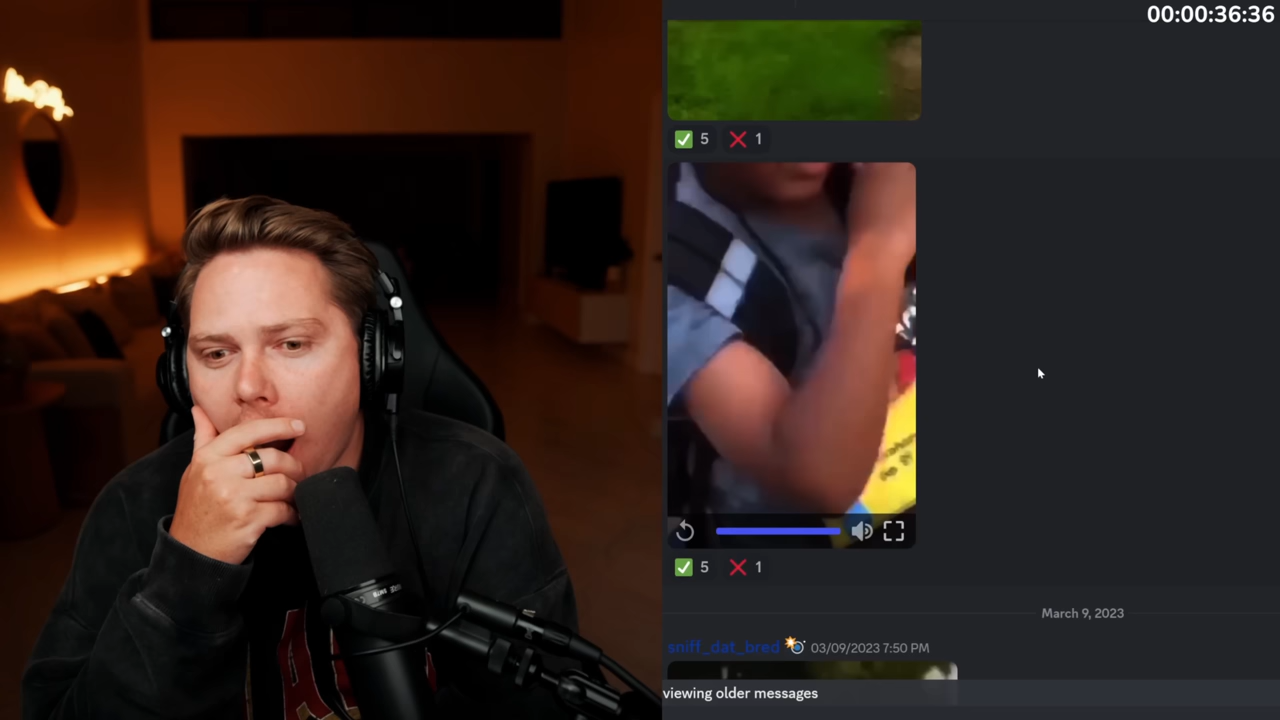 00:00:36:36
✅ 5 ❌ 1
✅ 5 ❌ 1
March 9, 2023
sniff_dat_bred 03/09/2023 7:50 PM
viewing older messages